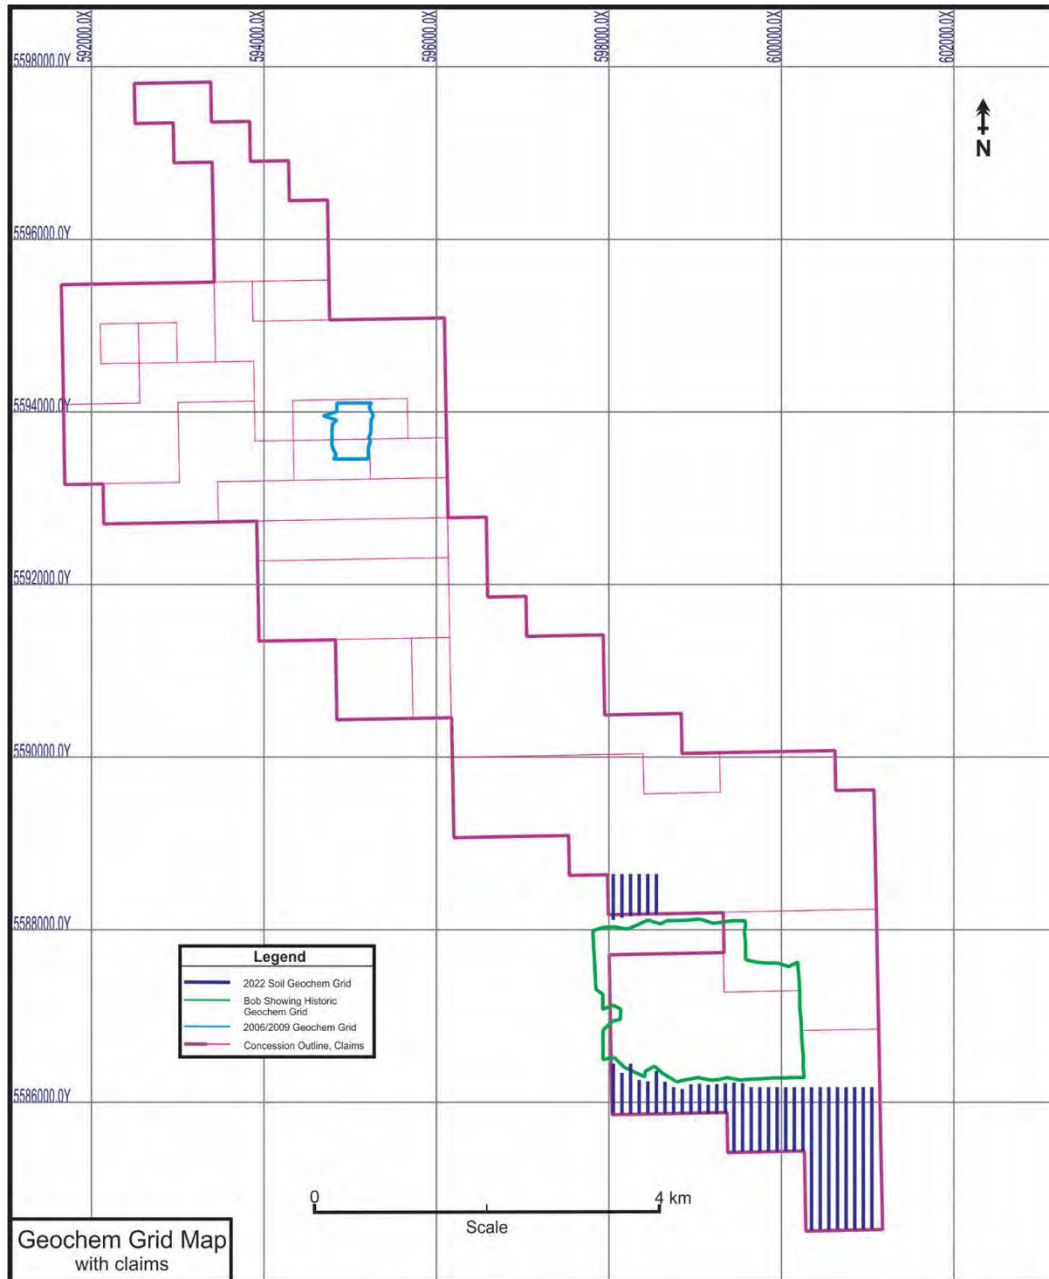 592000.0X
594000.0X
596000.0X
598000.0X
600000.0X
602000.0X
5598000.0Y
N
5596000.0Y
5594000.0Y
5592000.0Y
5590000.0Y
5588000.0Y
Legend
2022 Soil Geochem Grid
Bob Showing Historic
Geochem Grid
2006/2009 Geochem Grid
Concession Outline, Claims
5586000.0Y
0
4 km
Scale
Geochem Grid Map
with claims